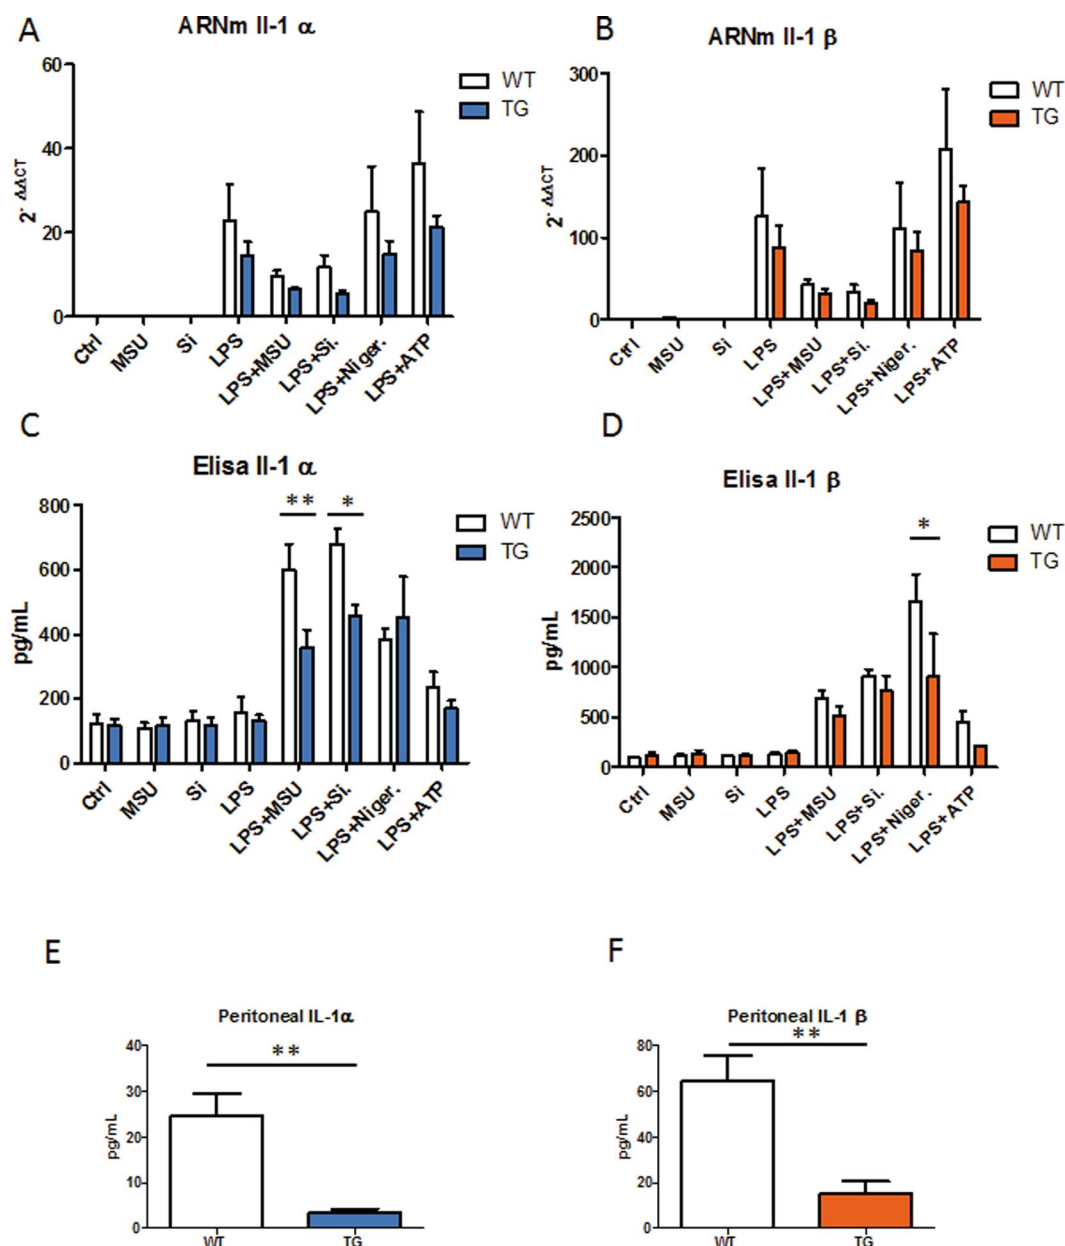 A
ARNm Il-1 α
60
40
20
0
2^- ΔΔCT
WT
TG
Ctrl
MSU
Si
LPS
LPS+MSU
LPS+Si.
LPS+Niger.
LPS+ATP
B
ARNm Il-1 β
300
200
100
0
2^- ΔΔCT
WT
TG
Ctrl
MSU
Si
LPS
LPS+MSU
LPS+Si.
LPS+Niger.
LPS+ATP
C
Elisa Il-1 α
800
600
400
200
0
pg/mL
**
*
WT
TG
Ctrl
MSU
Si
LPS
LPS+MSU
LPS+Si.
LPS+Niger.
LPS+ATP
D
Elisa Il-1 β
2500
2000
1500
1000
500
0
pg/mL
*
WT
TG
Ctrl
MSU
Si
LPS
LPS+MSU
LPS+Si.
LPS+Niger.
LPS+ATP
E
Peritoneal IL-1α
40
30
20
10
0
pg/mL
**
WT
TG
F
Peritoneal IL-1 β
80
60
40
20
0
pg/mL
**
WT
TG